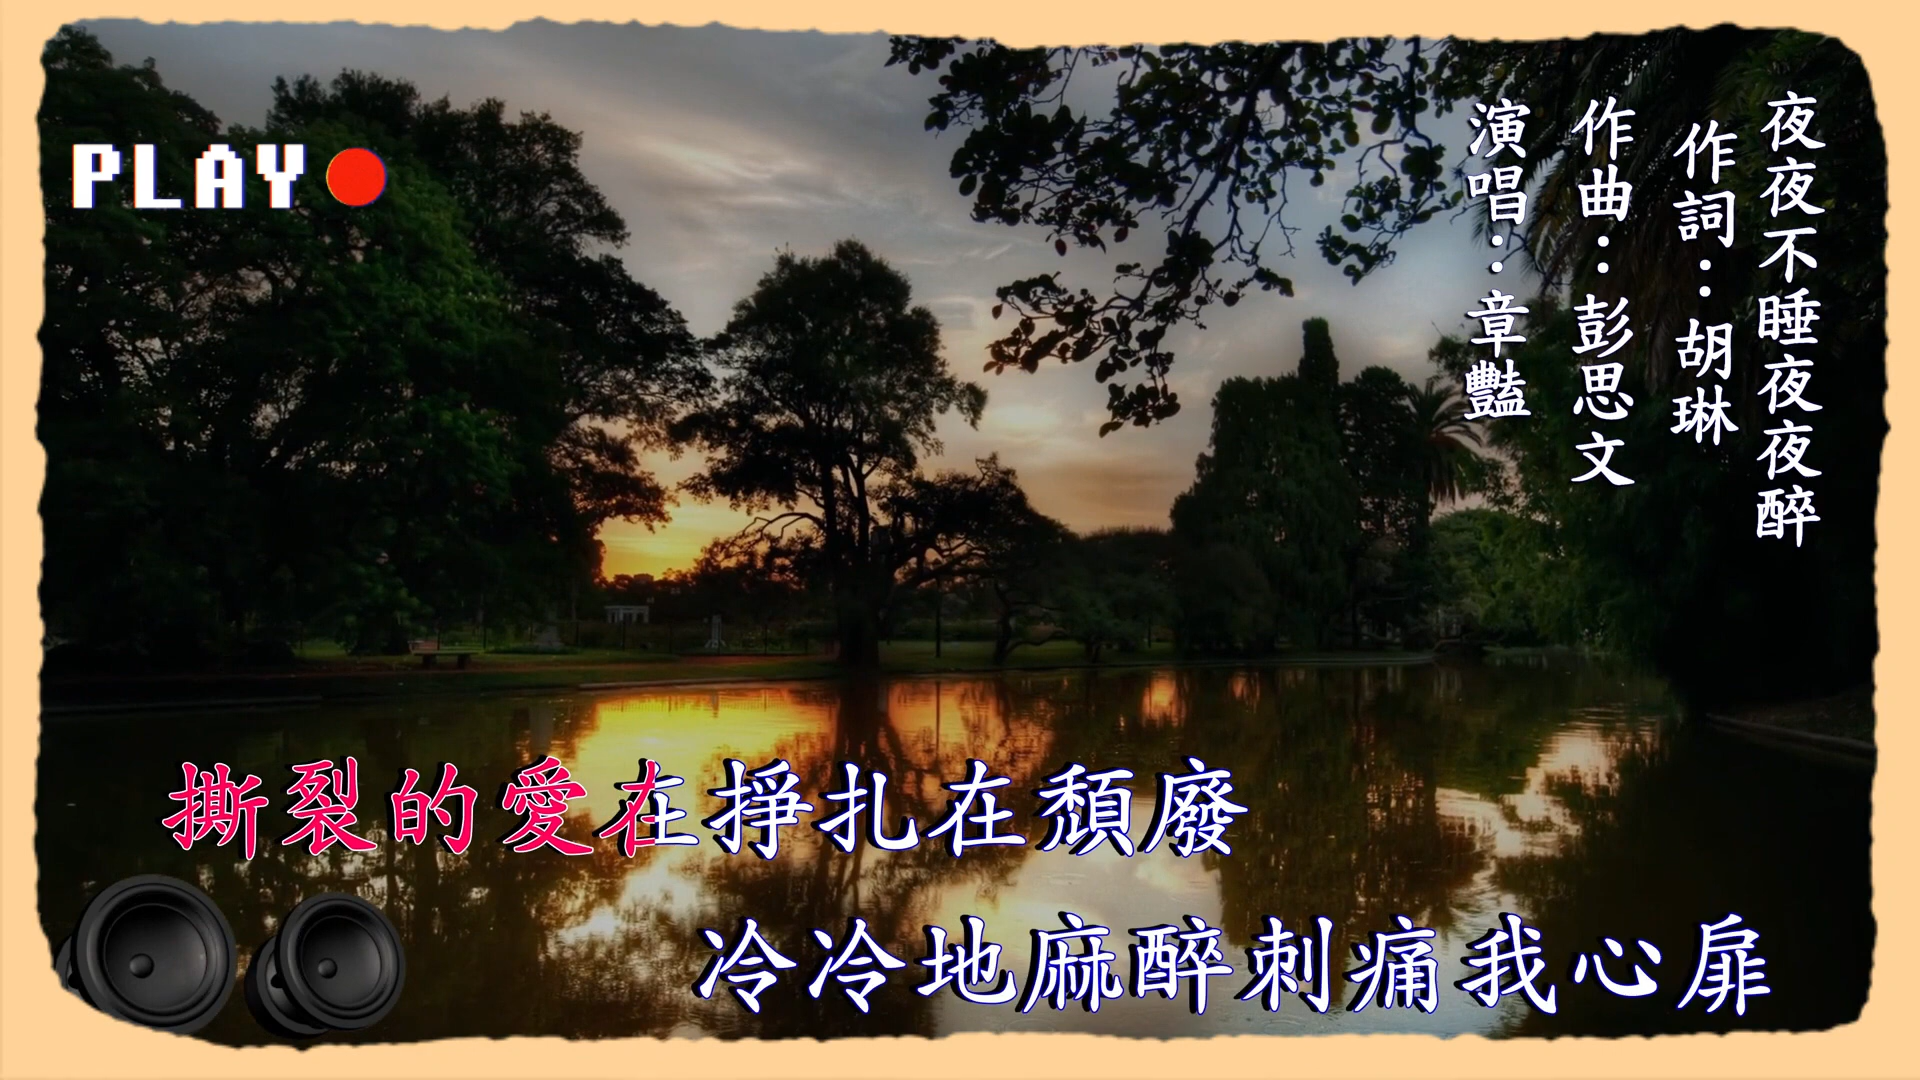 PLAY
夜夜不睡夜夜夜醉
作詞：胡琳
作曲：彭思文
演唱：章豔
撕裂的愛在掙扎在頹廢
冷冷地麻醉刺痛我心扉